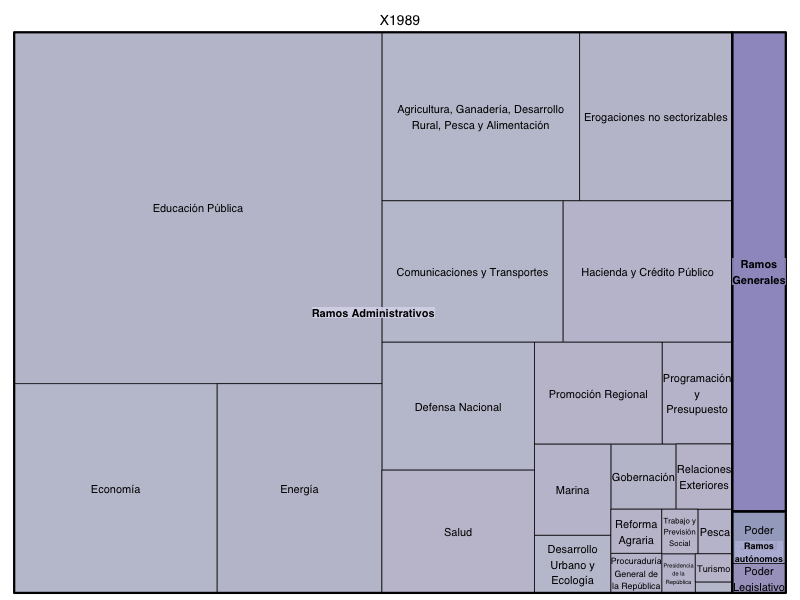 X1989
Educación Pública
Agricultura, Ganadería, Desarrollo
Rural, Pesca y Alimentación
Erogaciones no sectorizables
Comunicaciones y Transportes
Hacienda y Crédito Público
Ramos
Generales
Ramos Administrativos
Defensa Nacional
Promoción Regional
Programación
y
Presupuesto
Economía
Energía
Salud
Marina
Gobernación
Relaciones
Exteriores
Reforma
Agraria
Trabajo y
Previsión
Social
Pesca
Desarrollo
Urbano y
Ecología
Procuraduría
General de
la República
Presidencia
de la
República
Turismo
Poder
Ramos
autónomos
Poder
Legislativo